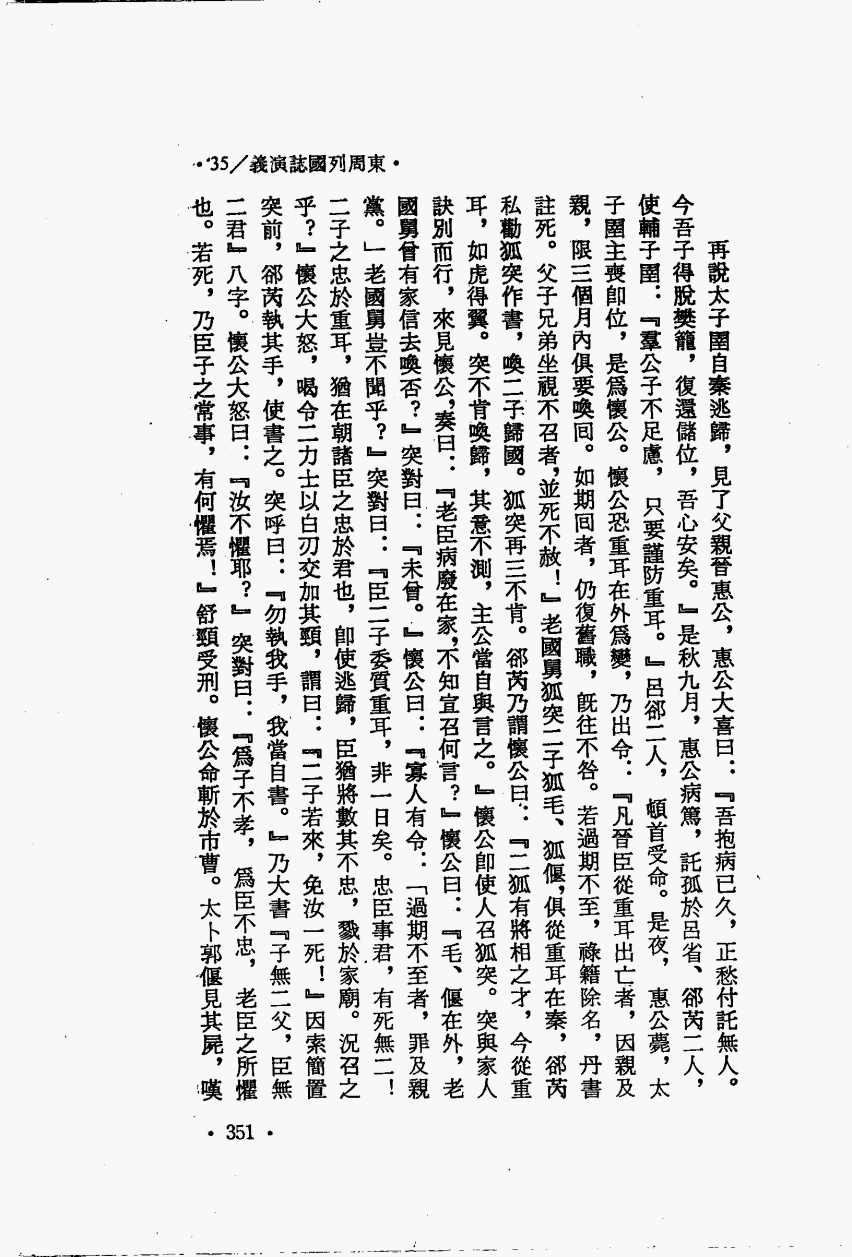 ·35／義演誌國列周東·
再說太子圉自秦逃歸，見了父親晉惠公，惠公大喜曰：『吾抱病已久，正愁付託無人。
今吾子得脫樊籠，復還儲位，吾心安矣。』是秋九月，惠公病篤，託孤於呂省、郤芮二人，
使輔子圉：『羣公子不足慮，只要謹防重耳。』呂郤二人，頓首受命。是夜，惠公薨，太
子圉主喪卽位，是爲懷公。懷公恐重耳在外爲變，乃出令：『凡晉臣從重耳出亡者，因親及
親，限三個月內俱要喚回。如期回者，仍復舊職，旣往不咎。若過期不至，祿籍除名，丹書
註死。父子兄弟坐視不召者，並死不赦！』老國舅狐突二子狐毛、狐偃，俱從重耳在秦，郤芮
私勸狐突作書，喚二子歸國。狐突再三不肯。郤芮乃謂懷公曰：『二狐有將相之才，今從重
耳，如虎得翼。突不肯喚歸，其意不測，主公當自與言之。』懷公卽使人召狐突。突與家人
訣別而行，來見懷公，奏曰：『老臣病廢在家，不知宣召何言？』懷公曰：『毛、偃在外，老
國舅曾有家信去喚否？』突對曰：『未曾。』懷公曰：『寡人有令：「過期不至者，罪及親
黨。」老國舅豈不聞乎？』突對曰：『臣二子委質重耳，非一日矣。忠臣事君，有死無二！
二子之忠於重耳，猶在朝諸臣之忠於君也，卽使逃歸，臣猶將數其不忠，戮於家廟。況召之
乎？』懷公大怒，喝令二力士以白刃交加其頸，謂曰：『二子若來，免汝一死！』因索簡置
突前，郤芮執其手，使書之。突呼曰：『勿執我手，我當自書。』乃大書『子無二父，臣無
二君』八字。懷公大怒曰：『汝不懼耶？』突對曰：『爲子不孝，爲臣不忠，老臣之所懼
也。若死，乃臣子之常事，有何懼焉！』舒頸受刑。懷公命斬於市曹。太卜郭偃見其屍，嘆
·351·